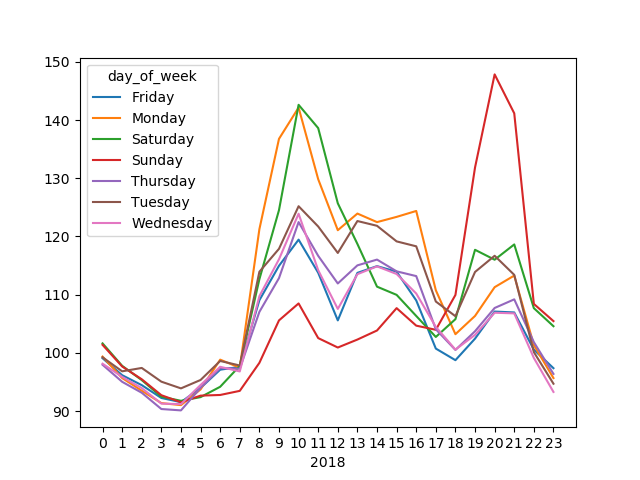 150
140
130
120
110
100
90
day_of_week
Friday
Monday
Saturday
Sunday
Thursday
Tuesday
Wednesday
0 1 2 3 4 5 6 7 8 9 10 11 12 13 14 15 16 17 18 19 20 21 22 23
2018